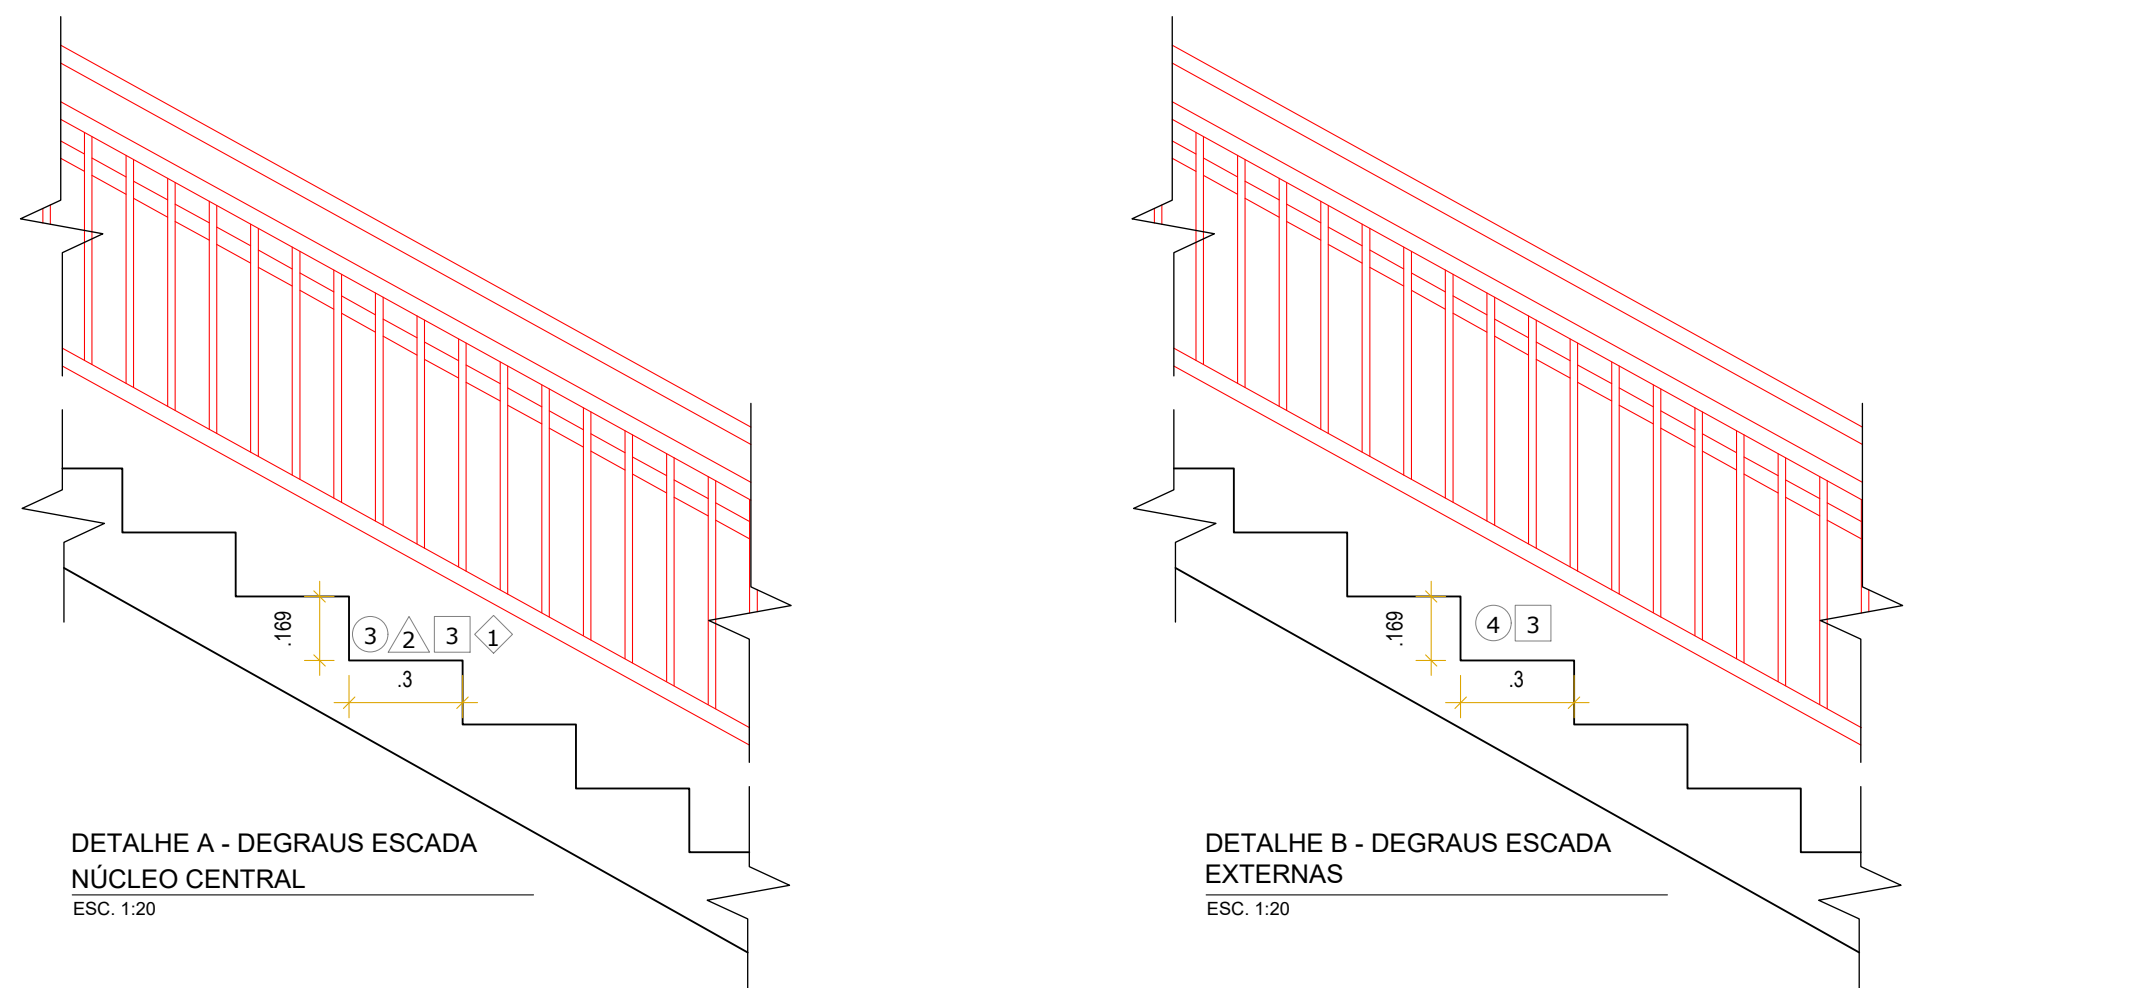 .169
3 2 3 1
.3
DETALHE A - DEGRAUS ESCADA
NÚCLEO CENTRAL
ESC. 1:20
.169
4 3
.3
DETALHE B - DEGRAUS ESCADA
EXTERNAS
ESC. 1:20